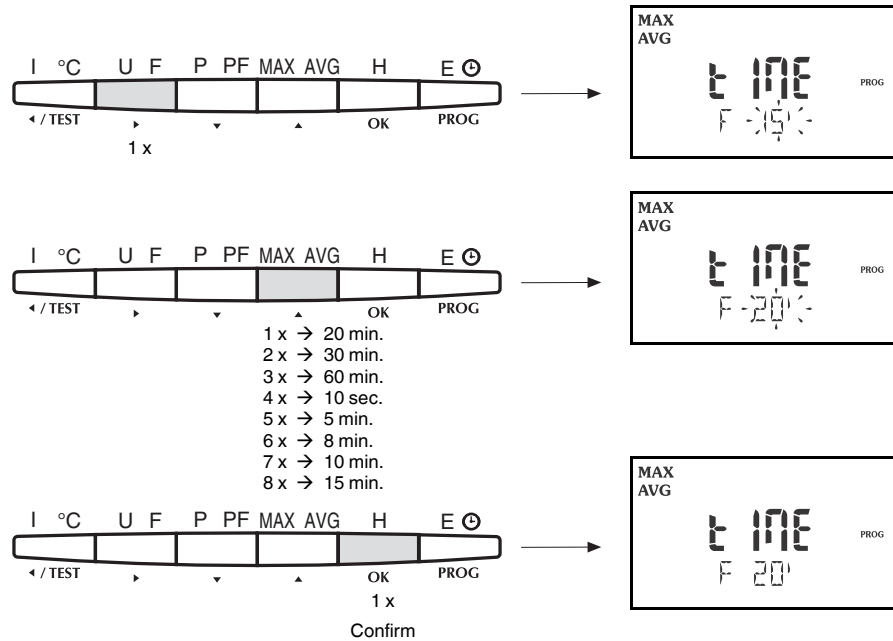 MAX
AVG
I °C U F P PF MAX AVG H E
t IME
PROG
F 15'
◂ / TEST ▸ ▾ ▴ OK PROG
1 x
MAX
AVG
I °C U F P PF MAX AVG H E
t IME
PROG
F 20'
◂ / TEST ▸ ▾ ▴ OK PROG
1 x → 20 min.
2 x → 30 min.
3 x → 60 min.
4 x → 10 sec.
5 x → 5 min.
6 x → 8 min.
7 x → 10 min.
8 x → 15 min.
MAX
AVG
I °C U F P PF MAX AVG H E
t IME
PROG
F 20'
◂ / TEST ▸ ▾ ▴ OK PROG
1 x
Confirm